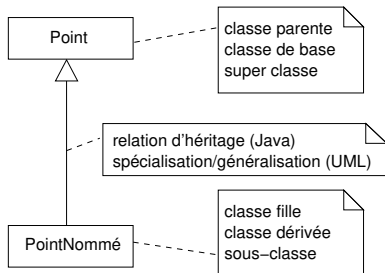 Point
classe parente
classe de base
super classe
relation d'héritage (Java)
spécialisation/généralisation (UML)
PointNommé
classe fille
classe dérivée
sous−classe